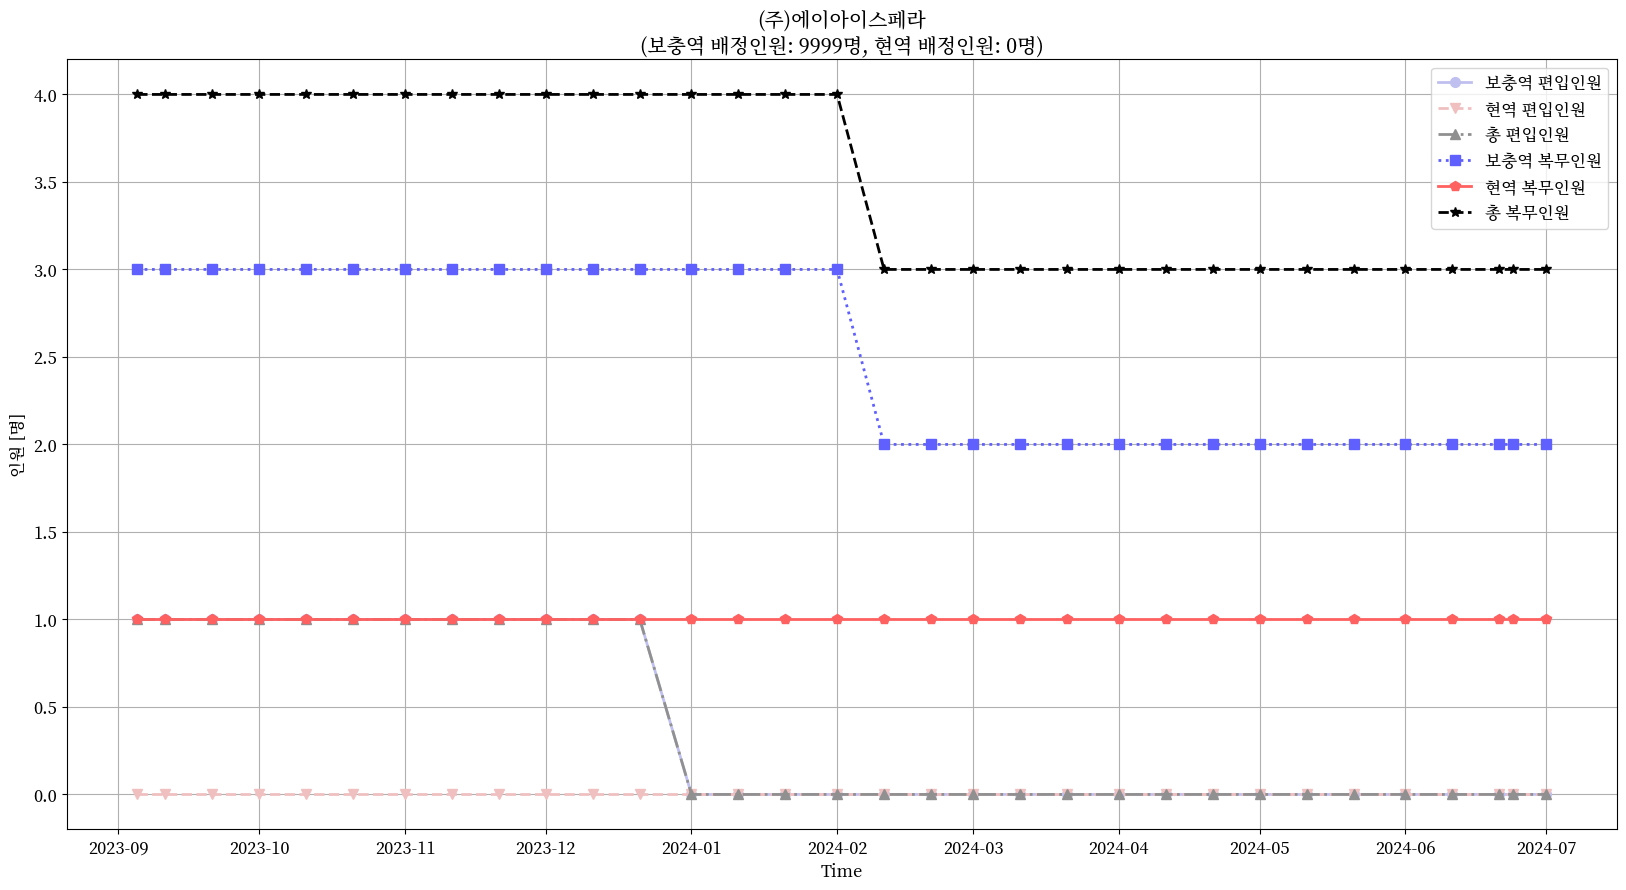 (주)에이아이스페라
(보충역 배정인원: 9999명, 현역 배정인원: 0명)
보충역 편입인원
현역 편입인원
총 편입인원
보충역 복무인원
현역 복무인원
총 복무인원
4.0
3.5
3.0
2.5
2.0
1.5
1.0
0.5
0.0
인원 [명]
2023-09 2023-10 2023-11 2023-12 2024-01 2024-02 2024-03 2024-04 2024-05 2024-06 2024-07
Time